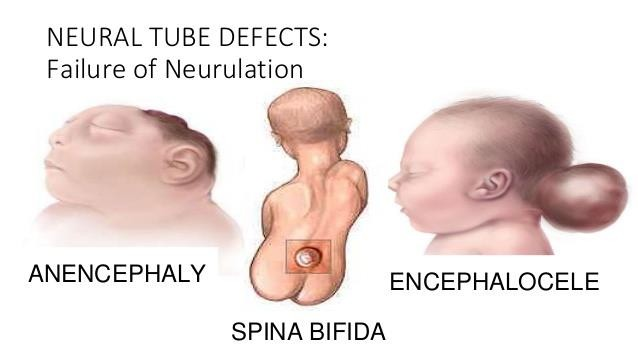 NEURAL TUBE DEFECTS:
Failure of Neurulation
ANENCEPHALY
SPINA BIFIDA
ENCEPHALOCELE